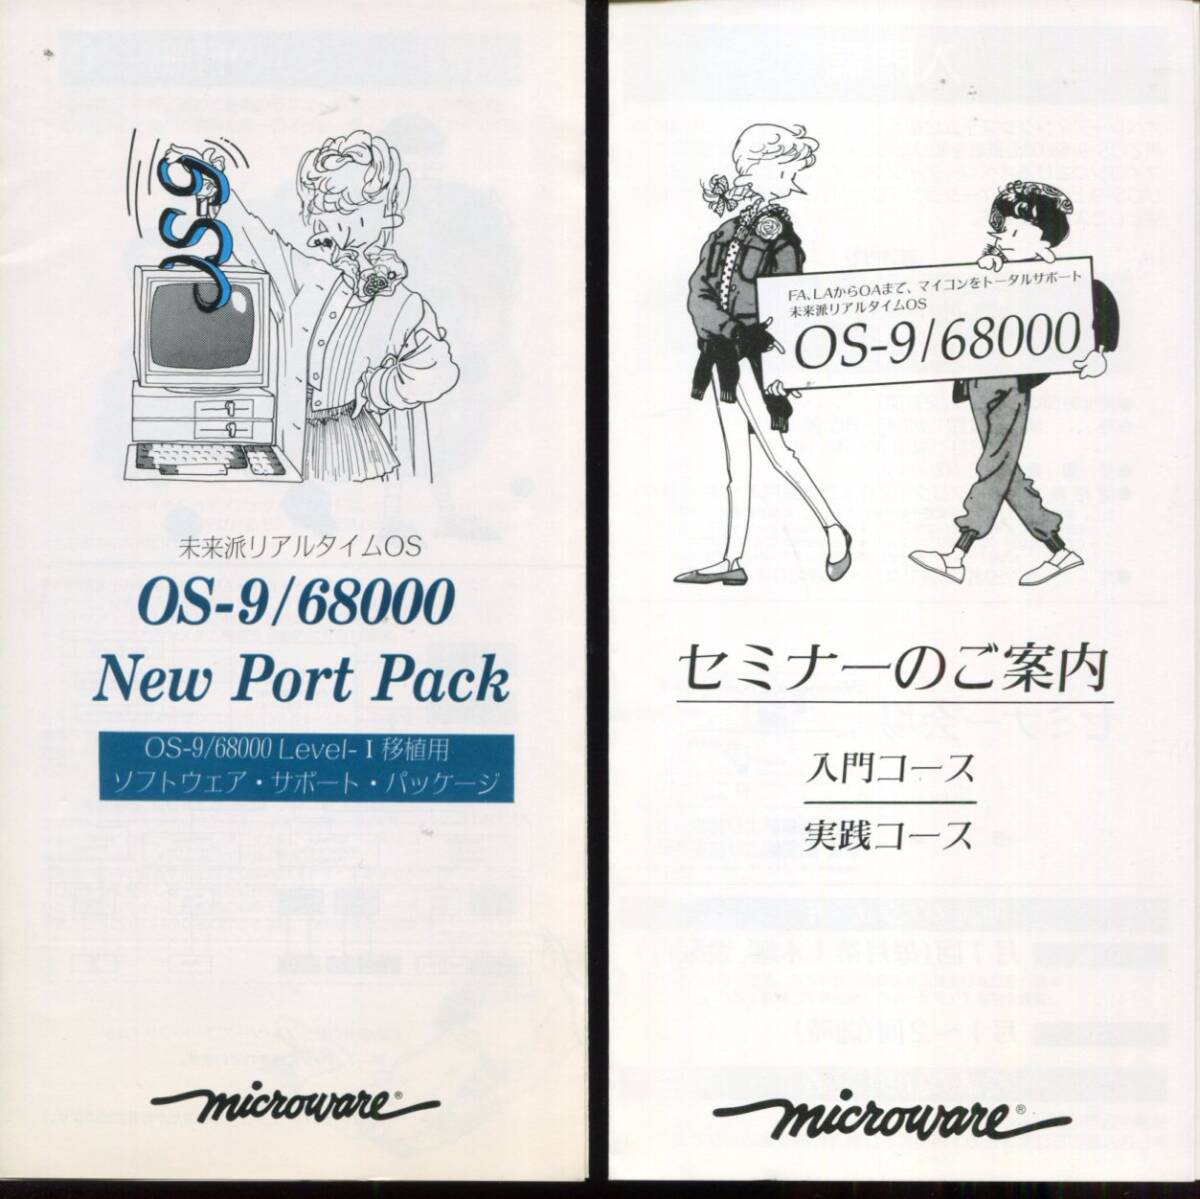 OS9
未来派リアルタイムOS
OS-9/68000
New Port Pack
OS-9/68000 Level-I移植用
ソフトウェア・サポート・パッケージ
microware®
FA、LAからOAまで、マイコンをトータルサポート
未来派リアルタイムOS
OS-9/68000
セミナーのご案内
入門コース
実践コース
microware®